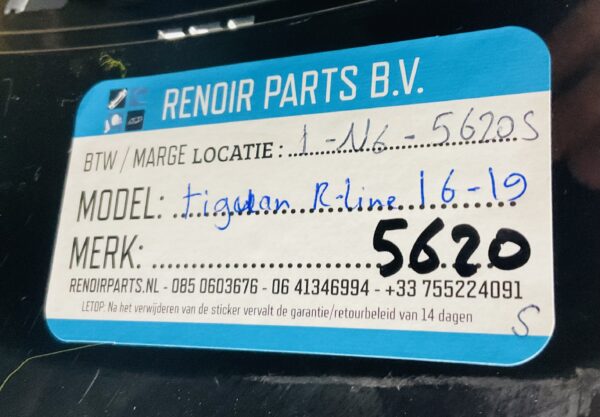 RENOIR PARTS B.V.
BTW / MARGE LOCATIE : 1-N6-5620S
MODEL: tiguan R-line 16-19
MERK: 5620
RENOIRPARTS.NL - 085 0603676 - 06 41346994 - +33 755224091
LETOP: Na het verwijderen van de sticker vervalt de garantie/retourbeleid van 14 dagen
S